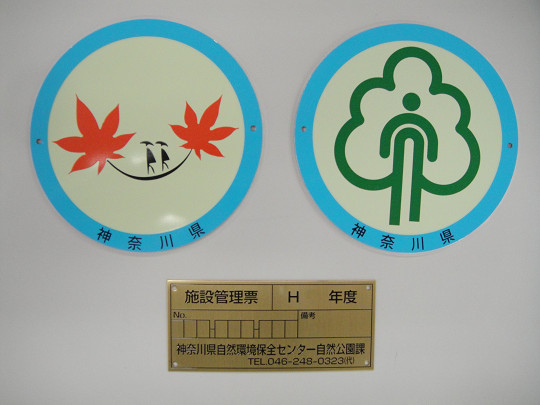 神奈川県
神奈川県
施設管理票 H 年度
No. 備考
神奈川県自然環境保全センター自然公園課
TEL.046-248-0323(代)